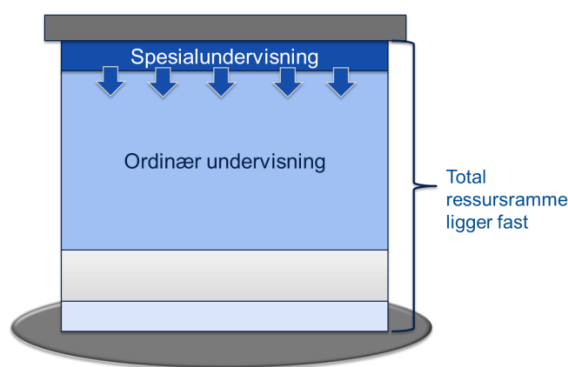 Spesialundervisning
Ordinær undervisning
Total
ressursramme
ligger fast